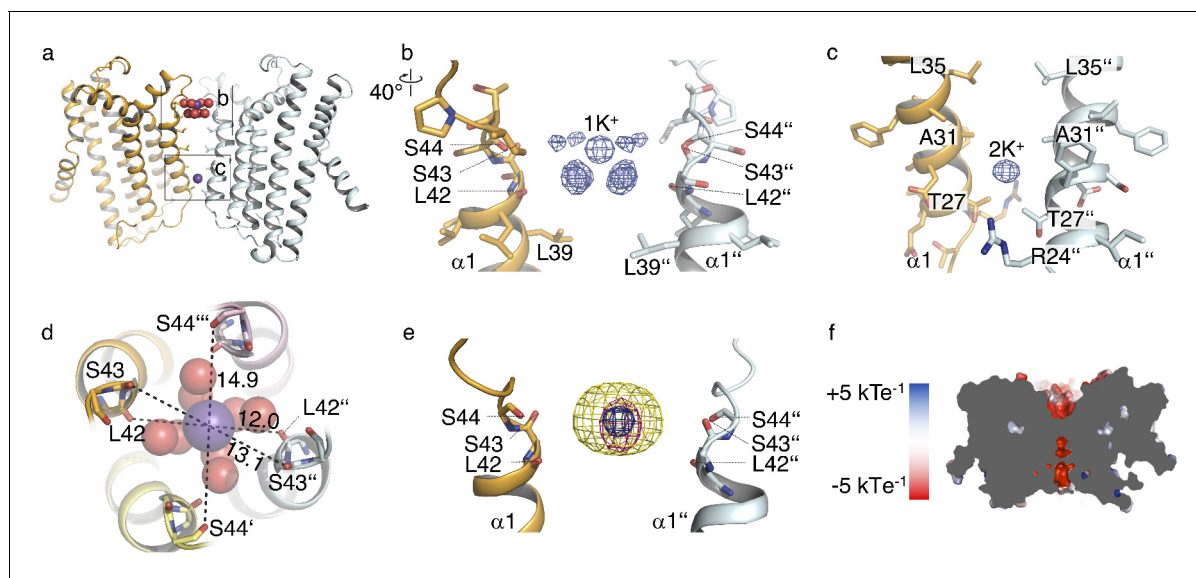 a
b
c
b
40°
1K⁺
S44
S43
L42
S44“
S43“
L42“
L39
L39“
α1
α1“
c
L35
L35“
A31
A31“
2K⁺
T27
T27“
R24“
α1
α1“
d
S44‘‘‘
S43
14.9
L42
12.0
L42“
13.1
S43“
S44‘
e
S44
S43
L42
S44“
S43“
L42“
α1
α1“
f
+5 kTe⁻¹
-5 kTe⁻¹